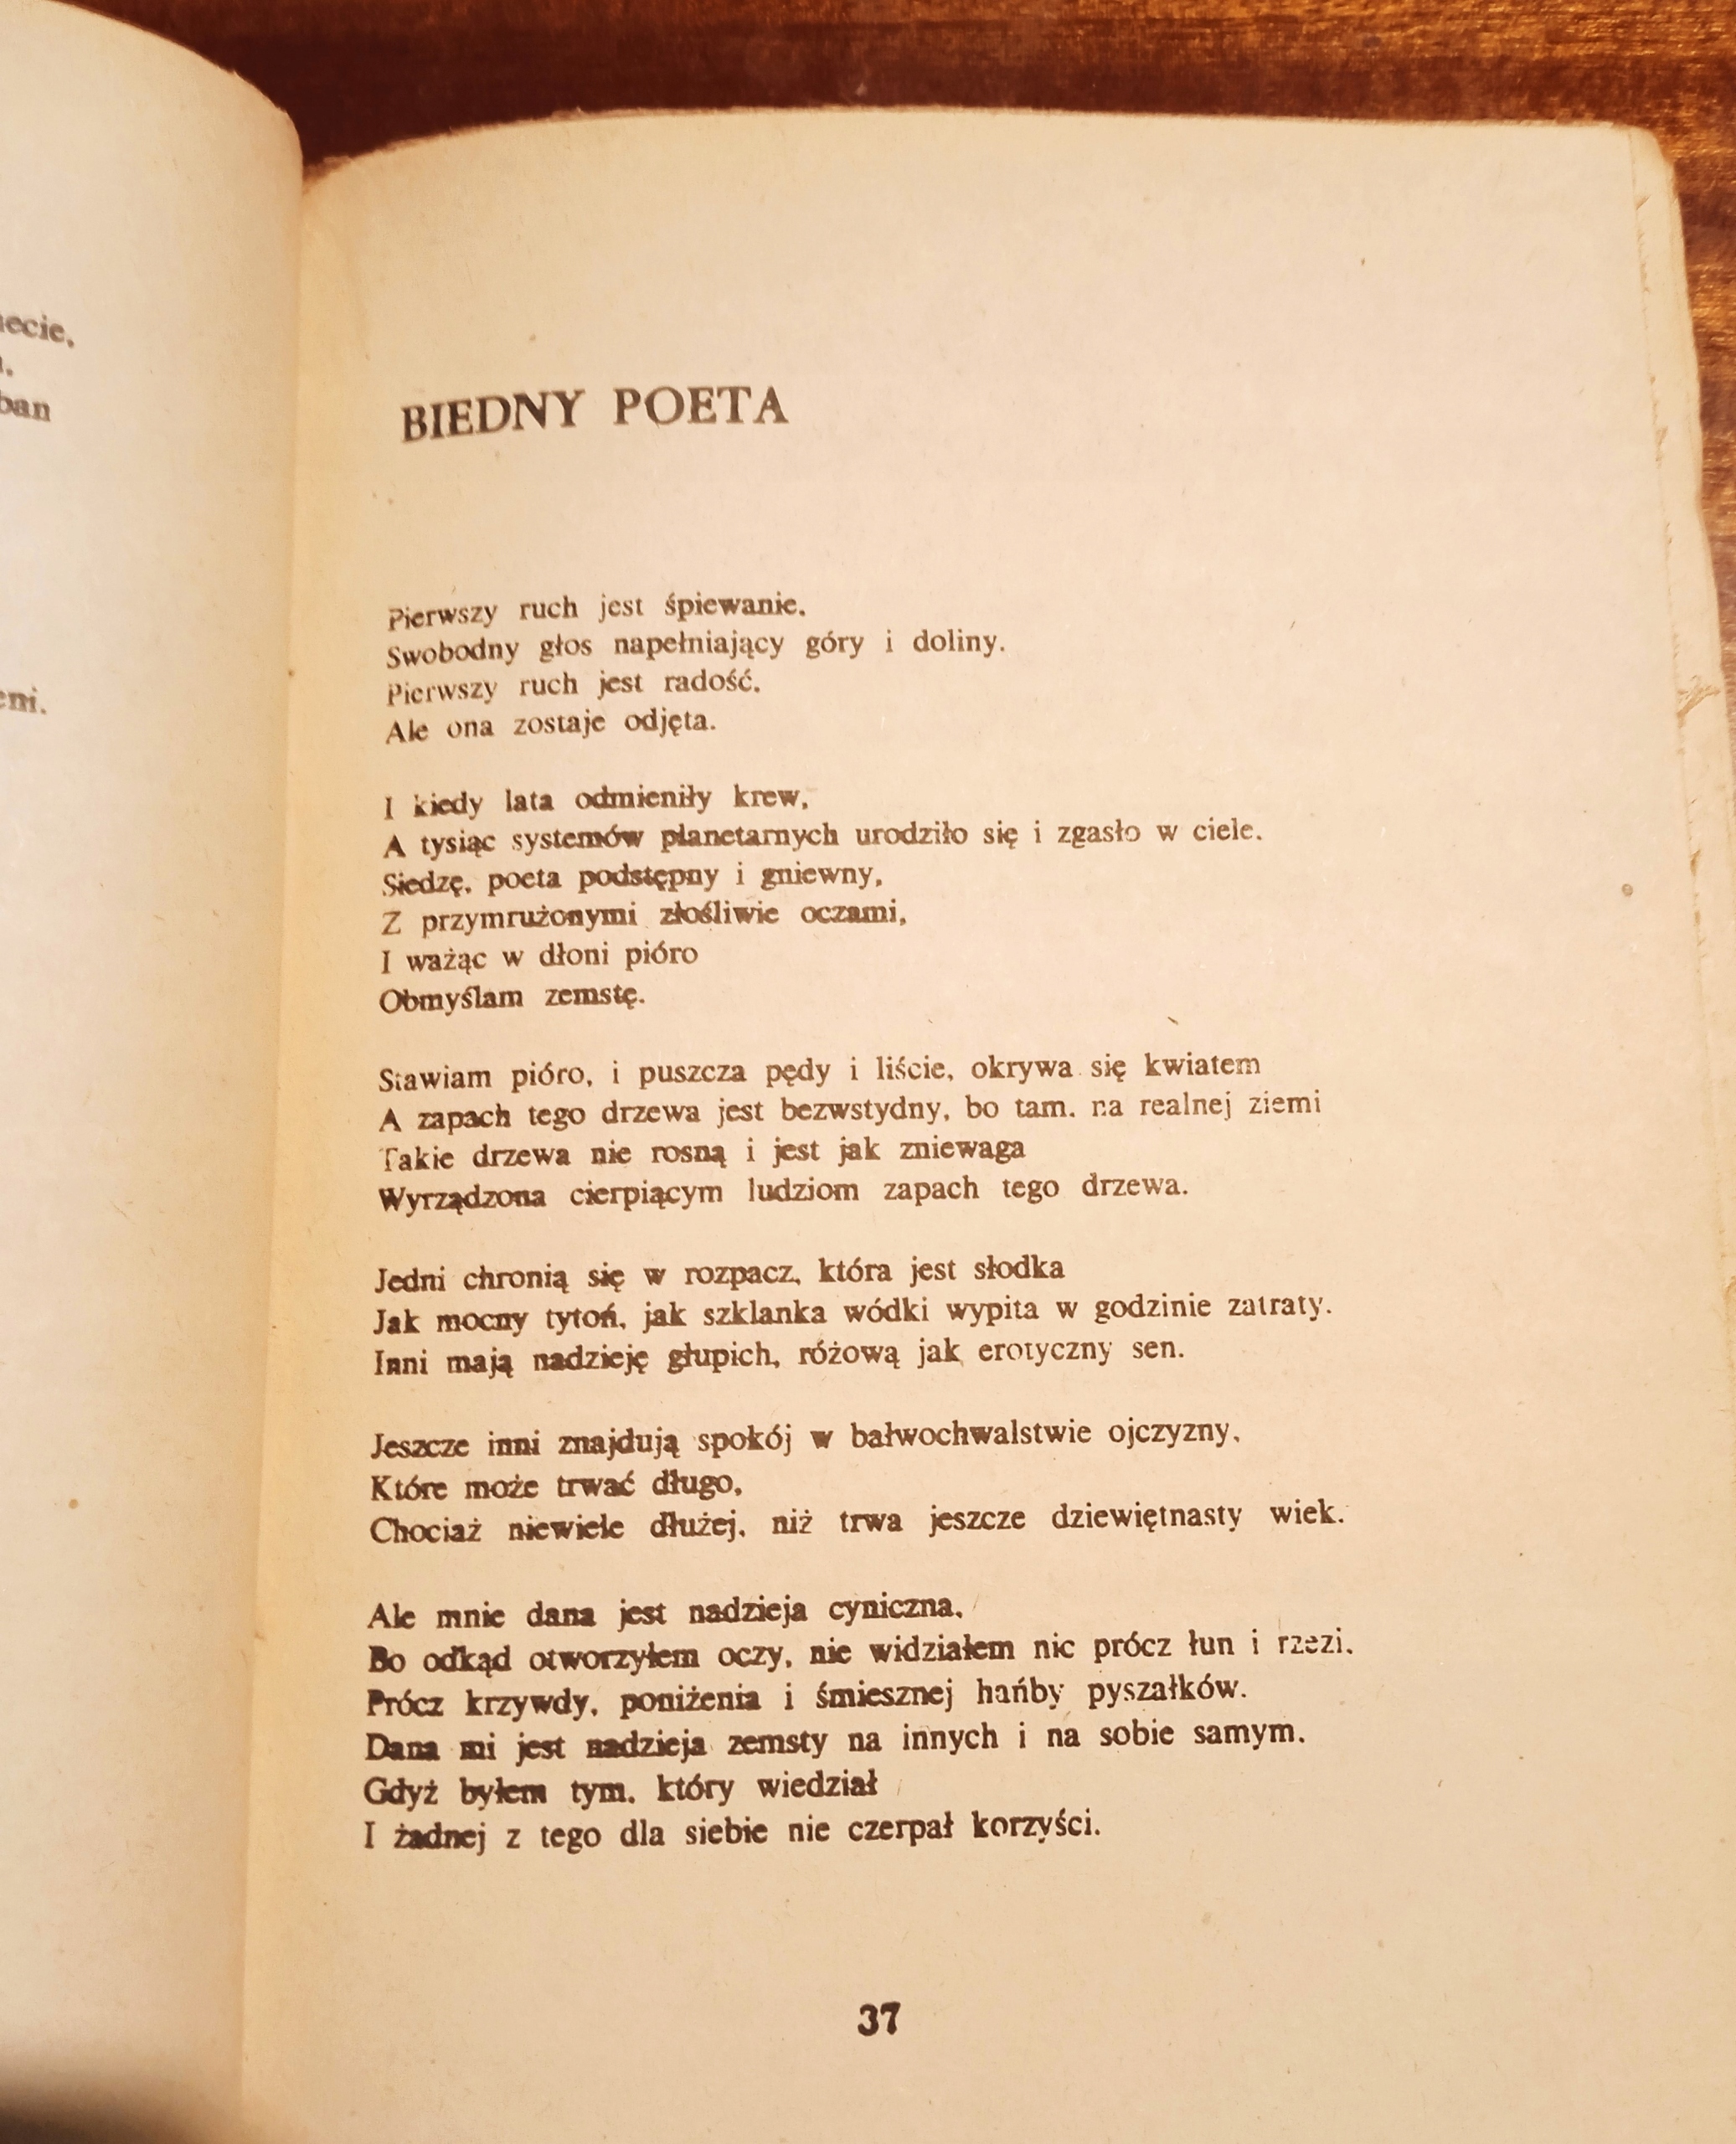 BIEDNY POETA
Pierwszy ruch jest śpiewanie,
Swobodny głos napełniający góry i doliny.
Pierwszy ruch jest radość,
Ale ona zostaje odjęta.
I kiedy lata odmieniły krew,
A tysiąc systemów planetarnych urodziło się i zgasło w ciele,
Siedzę, poeta podstępny i gniewny,
Z przymrużonymi złośliwie oczami,
I ważąc w dłoni pióro
Obmyślam zemstę.
Stawiam pióro, i puszcza pędy i liście, okrywa się kwiatem
A zapach tego drzewa jest bezwstydny, bo tam, na realnej ziemi
Takie drzewa nie rosną i jest jak zniewaga
Wyrządzona cierpiącym ludziom zapach tego drzewa.
Jedni chronią się w rozpacz, która jest słodka
Jak mocny tytoń, jak szklanka wódki wypita w godzinie zatraty.
Inni mają nadzieję głupich, różową jak erotyczny sen.
Jeszcze inni znajdują spokój w bałwochwalstwie ojczyzny,
Które może trwać długo,
Chociaż niewiele dłużej, niż trwa jeszcze dziewiętnasty wiek.
Ale mnie dana jest nadzieja cyniczna,
Bo odkąd otworzyłem oczy, nie widziałem nic prócz łun i rzezi,
Prócz krzywdy, poniżenia i śmiesznej hańby pyszałków.
Dana mi jest nadzieja zemsty na innych i na sobie samym,
Gdyż byłem tym, który wiedział
I żadnej z tego dla siebie nie czerpał korzyści.
37